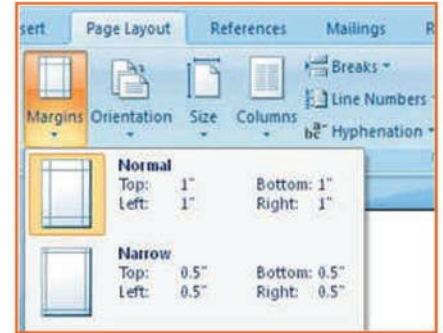 sert Page Layout References Mailings R
Breaks
Line Numbers
Margins Orientation Size Columns
Hyphenation
Normal
Top: 1" Bottom: 1"
Left: 1" Right: 1"
Narrow
Top: 0.5" Bottom: 0.5"
Left: 0.5" Right: 0.5"